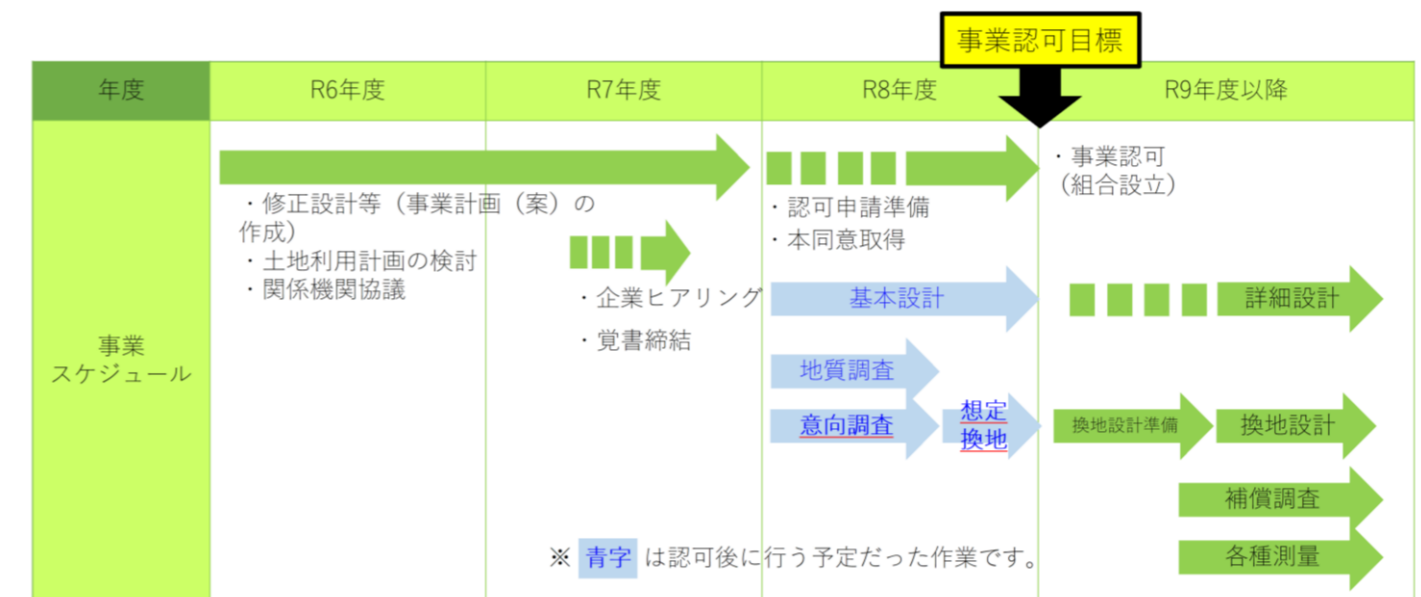 事業認可目標
年度
R6年度
R7年度
R8年度
R9年度以降
事業
スケジュール
・修正設計等（事業計画（案）の
作成）
・土地利用計画の検討
・関係機関協議
・企業ヒアリング
・覚書締結
・認可申請準備
・本同意取得
・事業認可
（組合設立）
基本設計
詳細設計
地質調査
意向調査
想定
換地
換地設計準備
換地設計
補償調査
各種測量
※ 青字 は認可後に行う予定だった作業です。